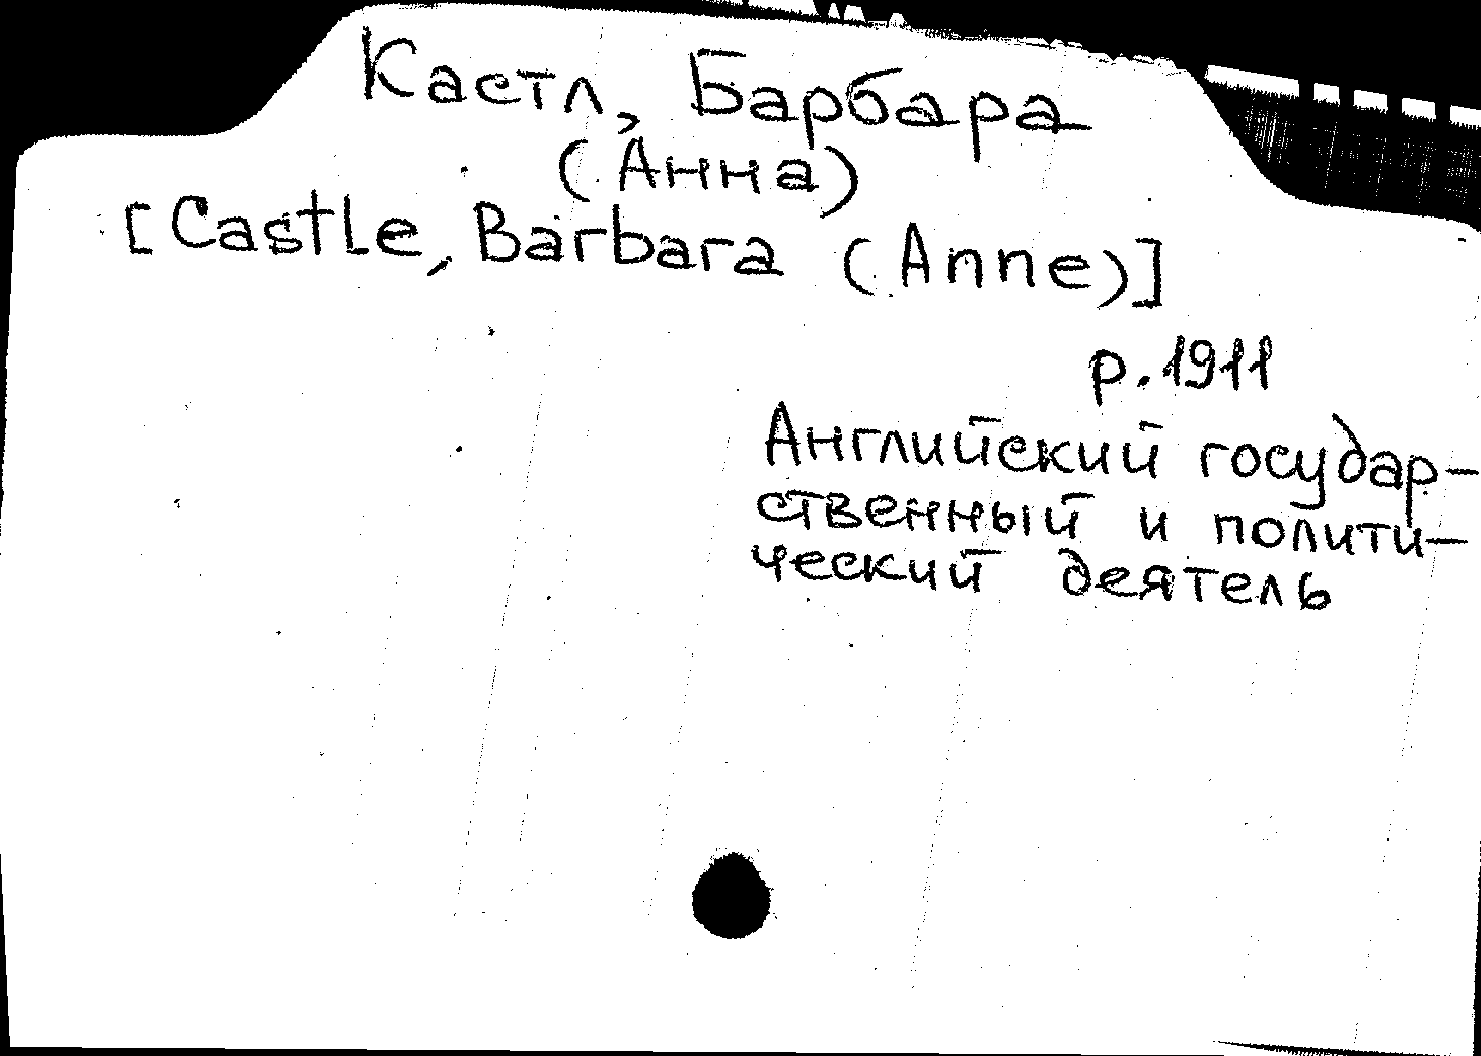 Кастл, Барбара
(Анна)
[Castle, Barbara (Anne)]
р. 1911
Английский государ-
ственный и полити-
ческий деятель